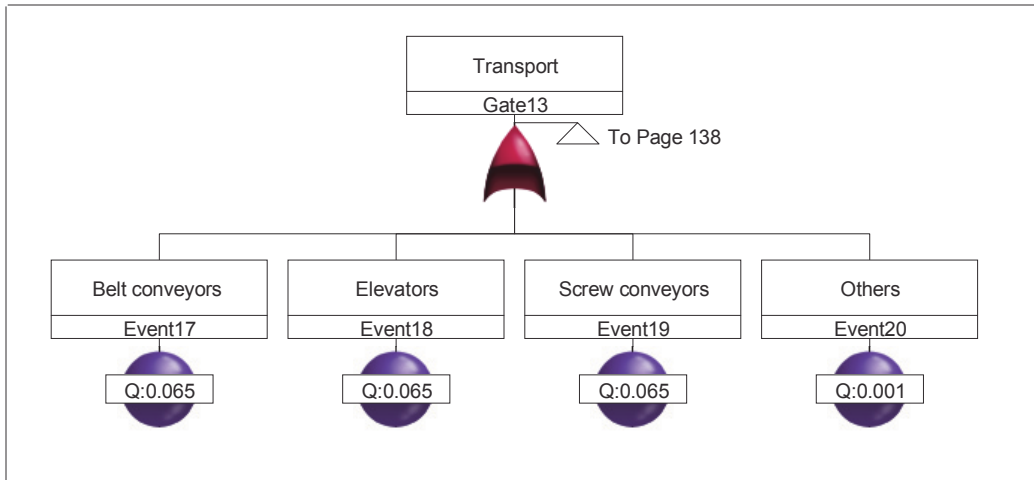 Transport
Gate13
To Page 138
Belt conveyors
Event17
Q:0.065
Elevators
Event18
Q:0.065
Screw conveyors
Event19
Q:0.065
Others
Event20
Q:0.001